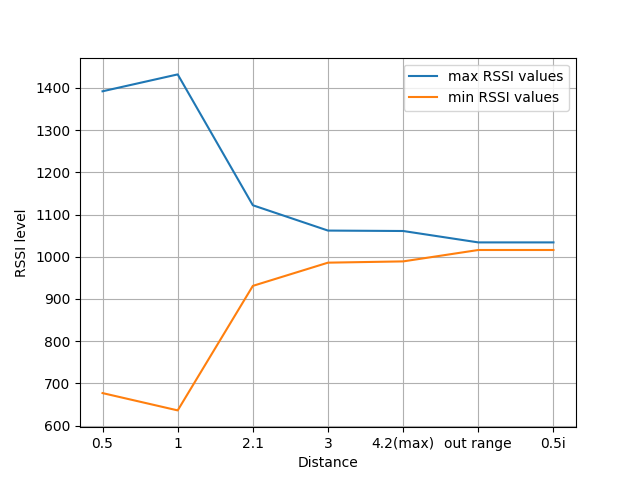 max RSSI values
min RSSI values
1400
1300
1200
1100
1000
900
800
700
600
RSSI level
0.5 1 2.1 3 4.2(max) out range 0.5i
Distance